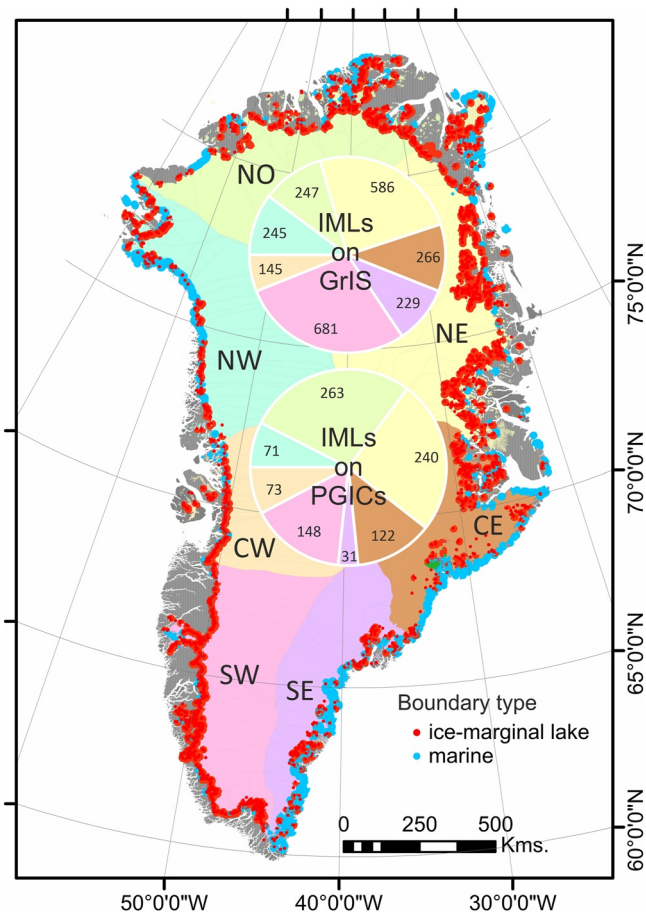 NO
247
586
245
IMLs
on
GrIS
266
145
229
681
NE
NW
263
71
IMLs
on
PGICs
240
73
148
122
31
CE
CW
SW
SE
Boundary type
ice-marginal lake
marine
0 250 500
Kms.
75°0'0"N
70°0'0"N
65°0'0"N
60°0'0"N
50°0'0"W 40°0'0"W 30°0'0"W